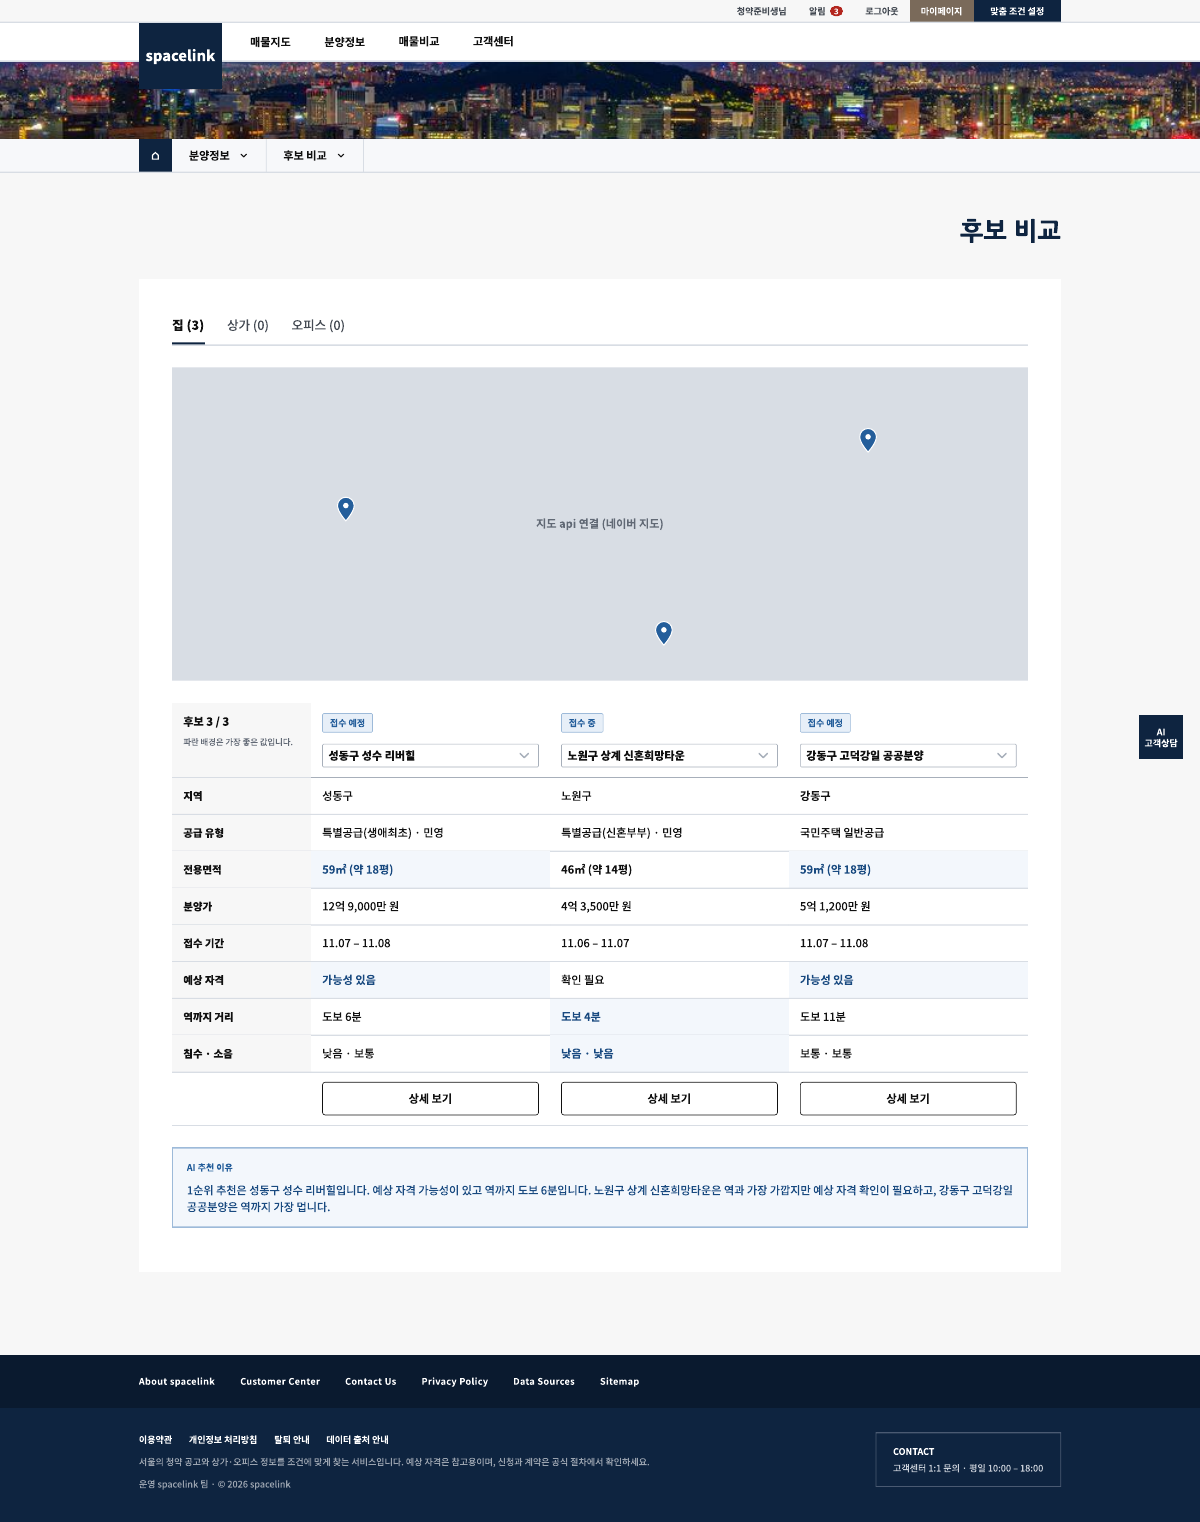 청약준비생님 알림 3 로그아웃 마이페이지 맞춤 조건 설정
spacelink 매물지도 분양정보 매물비교 고객센터
분양정보 후보 비교
후보 비교
집 (3) 상가 (0) 오피스 (0)
지도 api 연결 (네이버 지도)
후보 3 / 3 접수 예정 접수 중 접수 예정
파란 배경은 가장 좋은 값입니다.
성동구 성수 리버힐 노원구 상계 신혼희망타운 강동구 고덕강일 공공분양
지역 성동구 노원구 강동구
공급 유형 특별공급(생애최초) · 민영 특별공급(신혼부부) · 민영 국민주택 일반공급
전용면적 59㎡ (약 18평) 46㎡ (약 14평) 59㎡ (약 18평)
분양가 12억 9,000만 원 4억 3,500만 원 5억 1,200만 원
접수 기간 11.07 – 11.08 11.06 – 11.07 11.07 – 11.08
예상 자격 가능성 있음 확인 필요 가능성 있음
역까지 거리 도보 6분 도보 4분 도보 11분
침수 · 소음 낮음 · 보통 낮음 · 낮음 보통 · 보통
상세 보기 상세 보기 상세 보기
AI 추천 이유
1순위 추천은 성동구 성수 리버힐입니다. 예상 자격 가능성이 있고 역까지 도보 6분입니다. 노원구 상계 신혼희망타운은 역과 가장 가깝지만 예상 자격 확인이 필요하고, 강동구 고덕강일
공공분양은 역까지 가장 멉니다.
AI
고객상담
About spacelink Customer Center Contact Us Privacy Policy Data Sources Sitemap
이용약관 개인정보 처리방침 탈퇴 안내 데이터 출처 안내
서울의 청약 공고와 상가·오피스 정보를 조건에 맞게 찾는 서비스입니다. 예상 자격은 참고용이며, 신청과 계약은 공식 절차에서 확인하세요.
운영 spacelink 팀 · © 2026 spacelink
CONTACT
고객센터 1:1 문의 · 평일 10:00 – 18:00